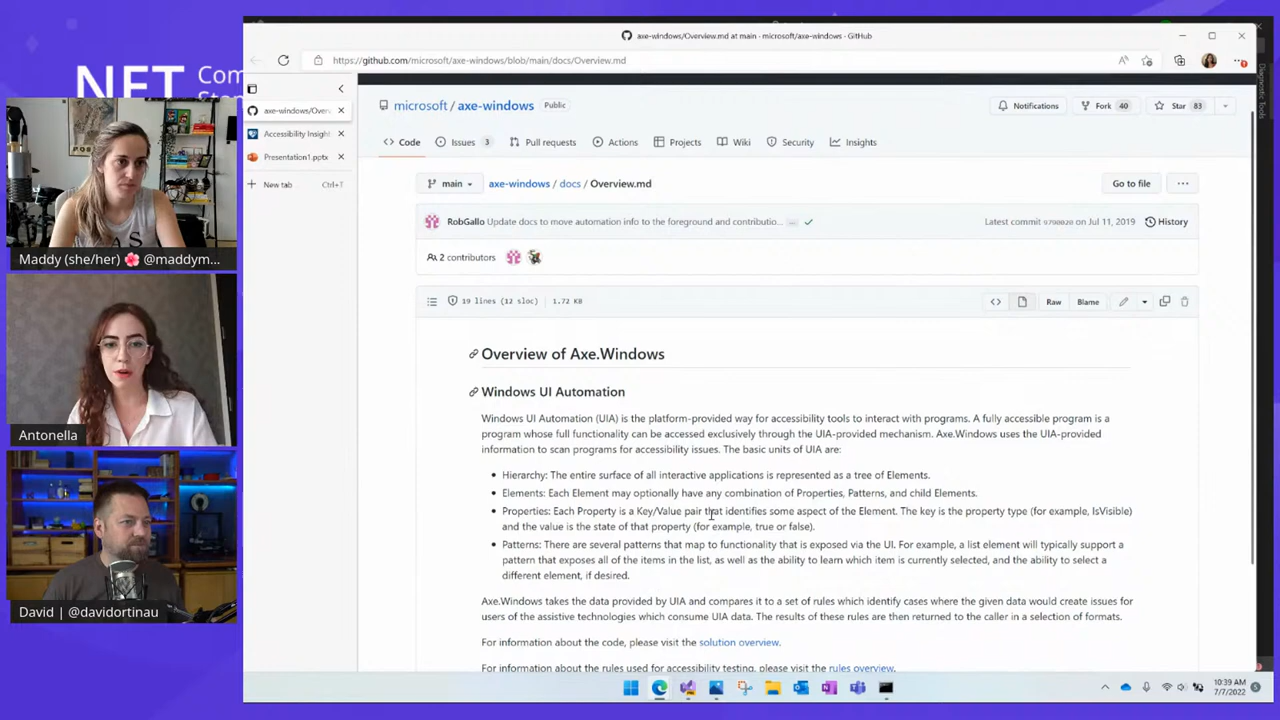 .NET
Com
Maddy (she/her) 🌸 @maddym...
Antonella
David | @davidortinau
axe-windows/Overview.md at main · microsoft/axe-windows · GitHub
https://github.com/microsoft/axe-windows/blob/main/docs/Overview.md
axe-windows/Over
Accessibility Insight
Presentation1.pptx
New tab Ctrl+T
microsoft/axe-windows Public
Notifications Fork 40 Star 83
Code Issues 3 Pull requests Actions Projects Wiki Security Insights
main axe-windows / docs / Overview.md Go to file ...
RobGallo Update docs to move automation info to the foreground and contributio... ... Latest commit 9790020 on Jul 11, 2019 History
2 contributors
19 lines (12 sloc) 1.72 KB Raw Blame
Overview of Axe.Windows
Windows UI Automation
Windows UI Automation (UIA) is the platform-provided way for accessibility tools to interact with programs. A fully accessible program is a
program whose full functionality can be accessed exclusively through the UIA-provided mechanism. Axe.Windows uses the UIA-provided
information to scan programs for accessibility issues. The basic units of UIA are:
• Hierarchy: The entire surface of all interactive applications is represented as a tree of Elements.
• Elements: Each Element may optionally have any combination of Properties, Patterns, and child Elements.
• Properties: Each Property is a Key/Value pair that identifies some aspect of the Element. The key is the property type (for example, IsVisible)
and the value is the state of that property (for example, true or false).
• Patterns: There are several patterns that map to functionality that is exposed via the UI. For example, a list element will typically support a
pattern that exposes all of the items in the list, as well as the ability to learn which item is currently selected, and the ability to select a
different element, if desired.
Axe.Windows takes the data provided by UIA and compares it to a set of rules which identify cases where the given data would create issues for
users of the assistive technologies which consume UIA data. The results of these rules are then returned to the caller in a selection of formats.
For information about the code, please visit the solution overview.
For information about the rules used for accessibility testing, please visit the rules overview.
Diagnostic Tools
10:39 AM
7/7/2022